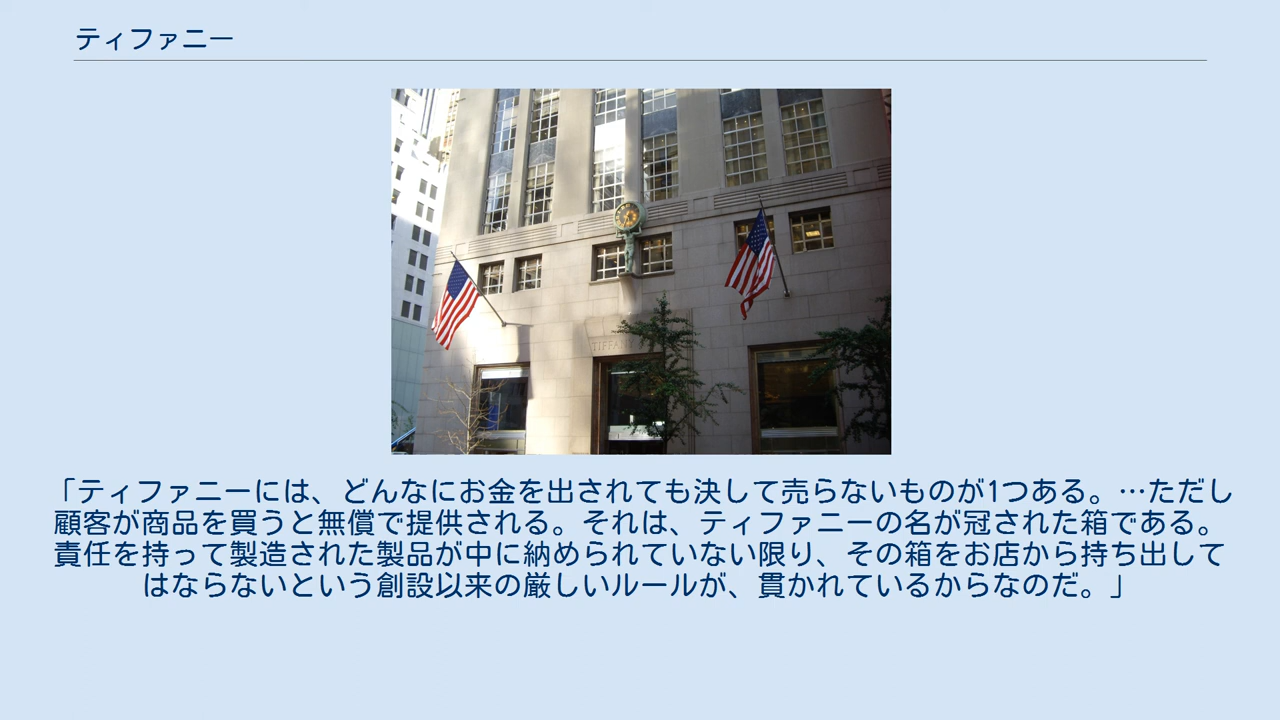 ティファニー
TIFFANY
「ティファニーには、どんなにお金を出されても決して売らないものが1つある。…ただし
顧客が商品を買うと無償で提供される。それは、ティファニーの名が冠された箱である。
責任を持って製造された製品が中に納められていない限り、その箱をお店から持ち出して
はならないという創設以来の厳しいルールが、貫かれているからなのだ。」